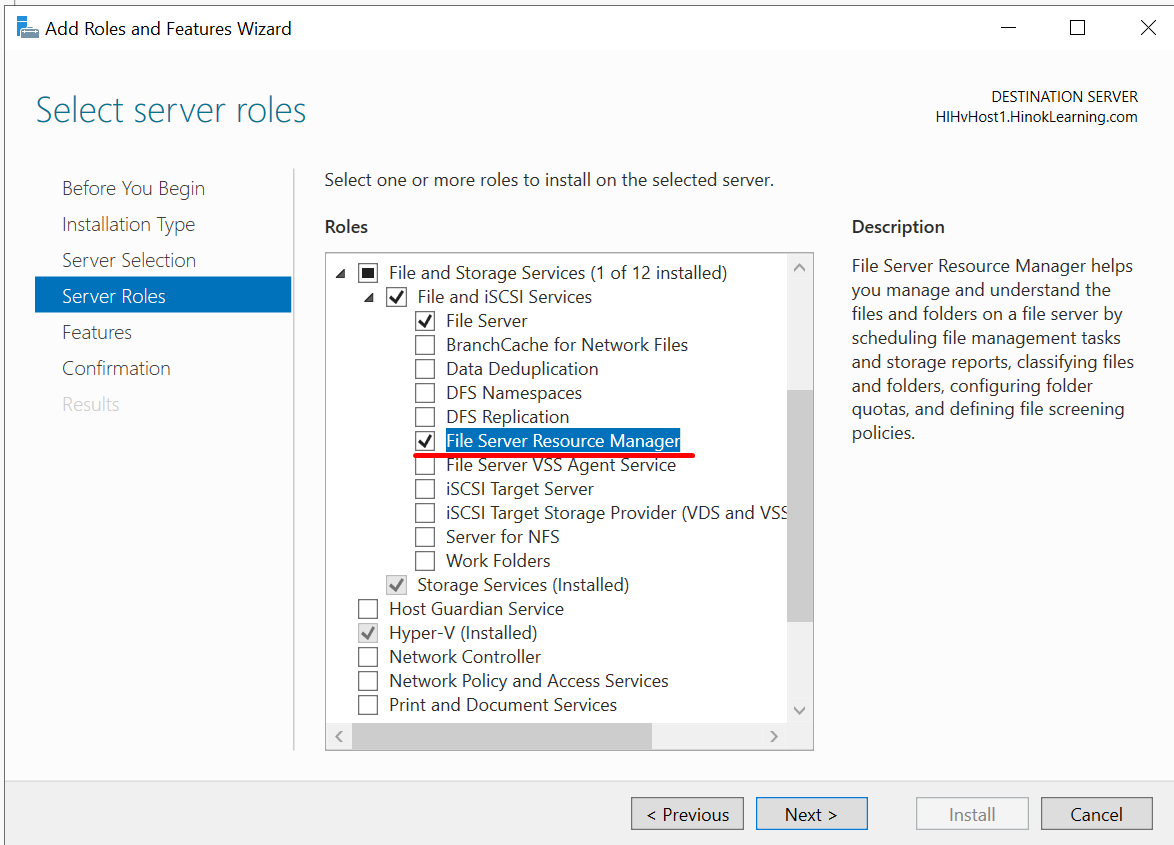 Add Roles and Features Wizard
Select server roles
DESTINATION SERVER
HIHvHost1.HinokLearning.com
Before You Begin
Installation Type
Server Selection
Server Roles
Features
Confirmation
Results
Select one or more roles to install on the selected server.
Roles
File and Storage Services (1 of 12 installed)
File and iSCSI Services
File Server
BranchCache for Network Files
Data Deduplication
DFS Namespaces
DFS Replication
File Server Resource Manager
File Server VSS Agent Service
iSCSI Target Server
iSCSI Target Storage Provider (VDS and VSS
Server for NFS
Work Folders
Storage Services (Installed)
Host Guardian Service
Hyper-V (Installed)
Network Controller
Network Policy and Access Services
Print and Document Services
Description
File Server Resource Manager helps
you manage and understand the
files and folders on a file server by
scheduling file management tasks
and storage reports, classifying files
and folders, configuring folder
quotas, and defining file screening
policies.
< Previous
Next >
Install
Cancel